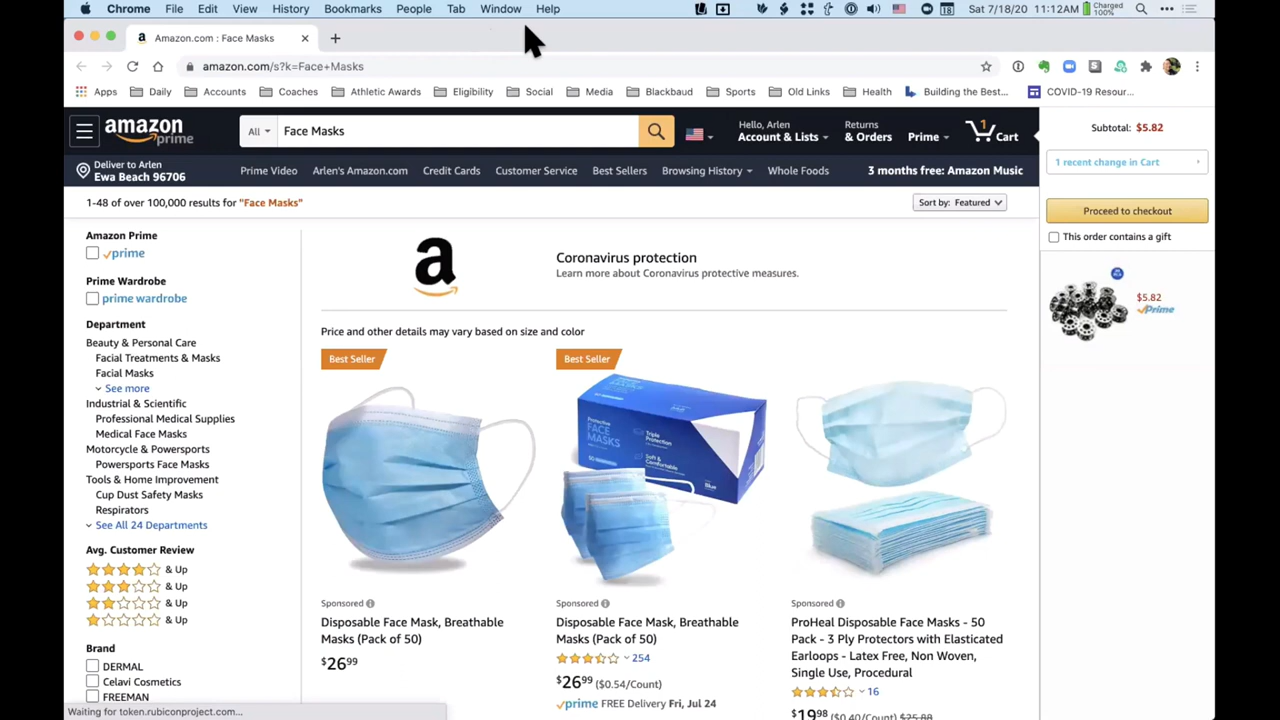 Chrome File Edit View History Bookmarks People Tab Window Help
Sat 7/18/20 11:12AM Charged 100%
Amazon.com : Face Masks
amazon.com/s?k=Face+Masks
Apps Daily Accounts Coaches Athletic Awards Eligibility Social Media Blackbaud Sports Old Links Health Building the Best... COVID-19 Resour...
amazon prime
All Face Masks
Hello, Arlen
Account & Lists
Returns
& Orders
Prime
1
Cart
Deliver to Arlen
Ewa Beach 96706
Prime Video Arlen's Amazon.com Credit Cards Customer Service Best Sellers Browsing History Whole Foods
3 months free: Amazon Music
Subtotal: $5.82
1 recent change in Cart
Proceed to checkout
This order contains a gift
$5.82
Prime
1-48 of over 100,000 results for "Face Masks"
Sort by: Featured
Amazon Prime
prime
Prime Wardrobe
prime wardrobe
Department
Beauty & Personal Care
Facial Treatments & Masks
Facial Masks
See more
Industrial & Scientific
Professional Medical Supplies
Medical Face Masks
Motorcycle & Powersports
Powersports Face Masks
Tools & Home Improvement
Cup Dust Safety Masks
Respirators
See All 24 Departments
Avg. Customer Review
& Up
& Up
& Up
& Up
Brand
DERMAL
Celavi Cosmetics
FREEMAN
Coronavirus protection
Learn more about Coronavirus protective measures.
Price and other details may vary based on size and color
Best Seller
Sponsored
Disposable Face Mask, Breathable
Masks (Pack of 50)
$26.99
Best Seller
FACE
MASKS
Triple
Protection
Soft &
Comfortable
Blue
Sponsored
Disposable Face Mask, Breathable
Masks (Pack of 50)
254
$26.99 ($0.54/Count)
prime FREE Delivery Fri, Jul 24
Sponsored
ProHeal Disposable Face Masks - 50
Pack - 3 Ply Protectors with Elasticated
Earloops - Latex Free, Non Woven,
Single Use, Procedural
16
$19.98 ($0.40/Count) $25.88
Waiting for token.rubiconproject.com...